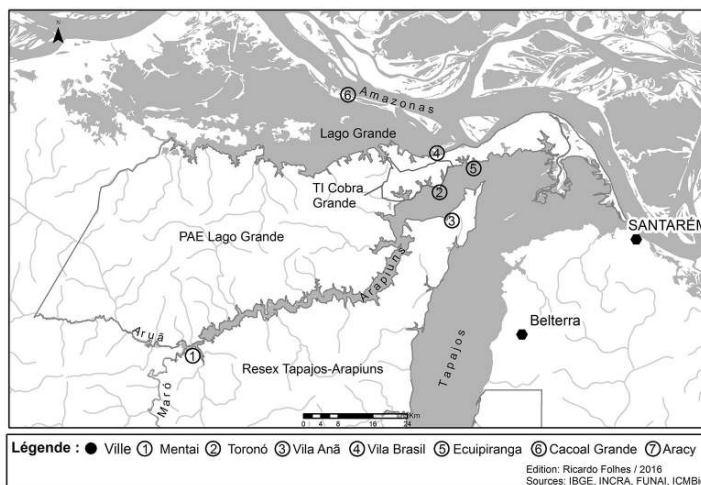 N
6
Amazonas
Lago Grande
4
5
TI Cobra
Grande
2
3
SANTARÉM
PAE Lago Grande
Arapiuns
Aruã
Belterra
1
Resex Tapajos-Arapiuns
Tapajos
Maró
0 4 8 16 24
Légende : Ville 1 Mentai 2 Toronó 3 Vila Anã 4 Vila Brasil 5 Ecuipiranga 6 Cacoal Grande 7 Aracy
Edition: Ricardo Folhes / 2016
Sources: IBGE, INCRA, FUNAI, ICMBi